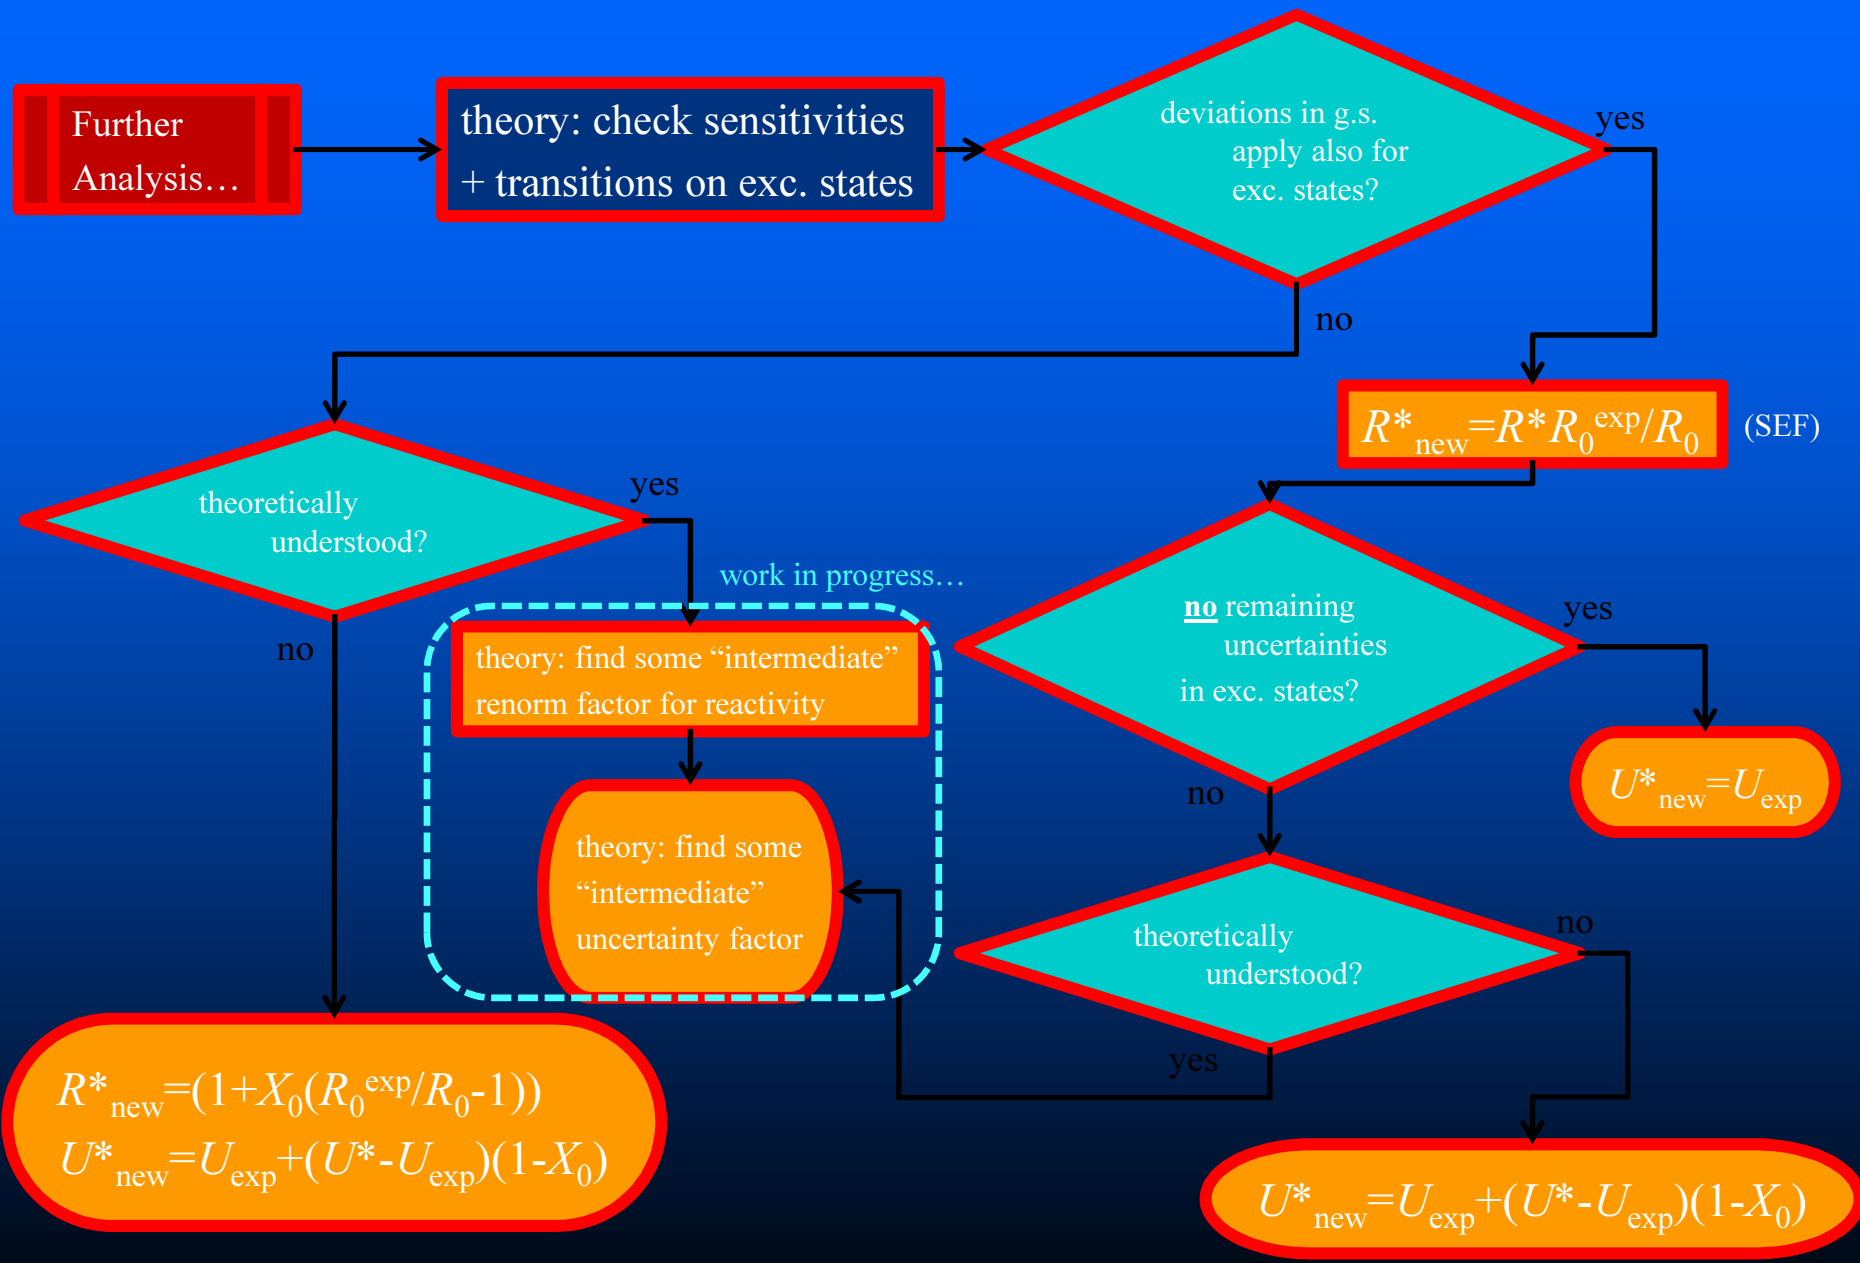 Further
Analysis…
theory: check sensitivities
+ transitions on exc. states
deviations in g.s.
apply also for
exc. states?
yes
no
R*new=R*R0exp/R0
(SEF)
theoretically
understood?
yes
no
work in progress…
theory: find some “intermediate”
renorm factor for reactivity
theory: find some
“intermediate”
uncertainty factor
no remaining
uncertainties
in exc. states?
yes
no
U*new=Uexp
theoretically
understood?
no
yes
R*new=(1+X0(R0exp/R0-1))
U*new=Uexp+(U*-Uexp)(1-X0)
U*new=Uexp+(U*-Uexp)(1-X0)